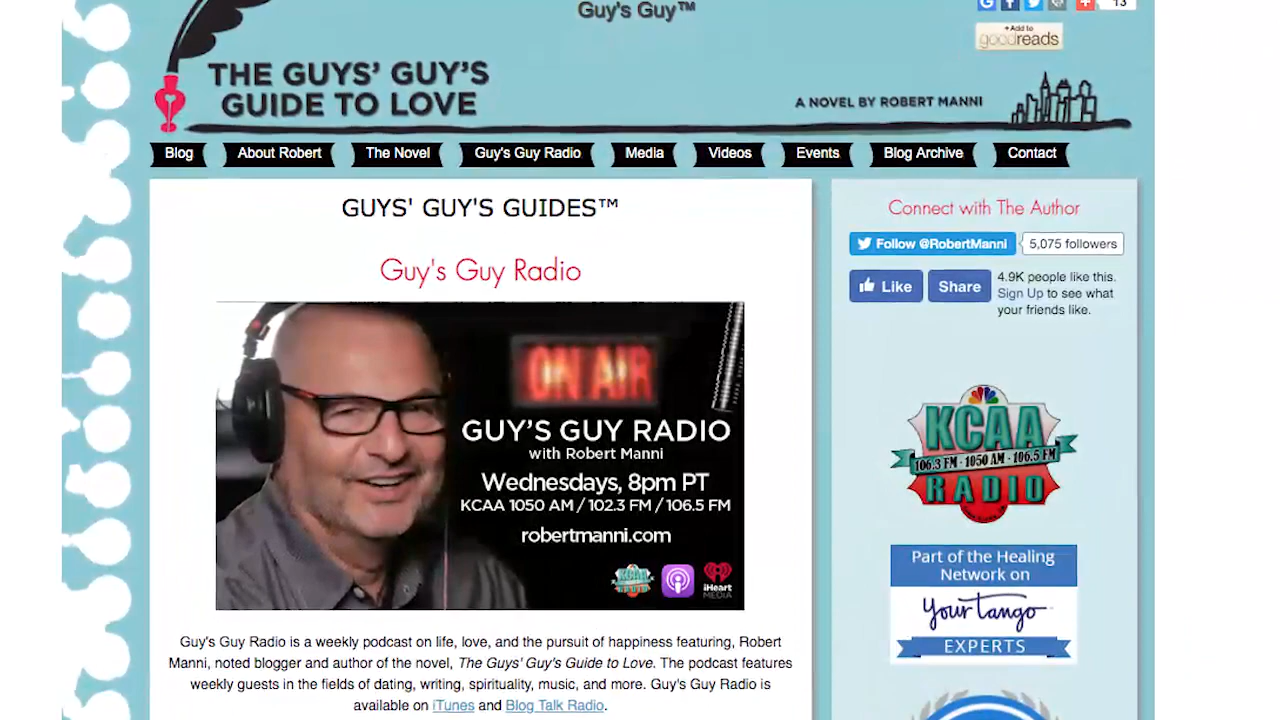 Guy's Guy™
13
+Add to
goodreads
THE GUYS' GUY'S
GUIDE TO LOVE
A NOVEL BY ROBERT MANNI
Blog
About Robert
The Novel
Guy's Guy Radio
Media
Videos
Events
Blog Archive
Contact
GUYS' GUY'S GUIDES™
Guy's Guy Radio
ON AIR
GUY'S GUY RADIO
with Robert Manni
Wednesdays, 8pm PT
KCAA 1050 AM / 102.3 FM / 106.5 FM
robertmanni.com
iHeart
MEDIA
Guy's Guy Radio is a weekly podcast on life, love, and the pursuit of happiness featuring, Robert
Manni, noted blogger and author of the novel, The Guys' Guy's Guide to Love. The podcast features
weekly guests in the fields of dating, writing, spirituality, music, and more. Guy's Guy Radio is
available on iTunes and Blog Talk Radio.
Connect with The Author
Follow @RobertManni
5,075 followers
Like
Share
4.9K people like this.
Sign Up to see what
your friends like.
KCAA
106.3 FM · 1050 AM · 106.5 FM
RADIO
Part of the Healing
Network on
YourTango
EXPERTS